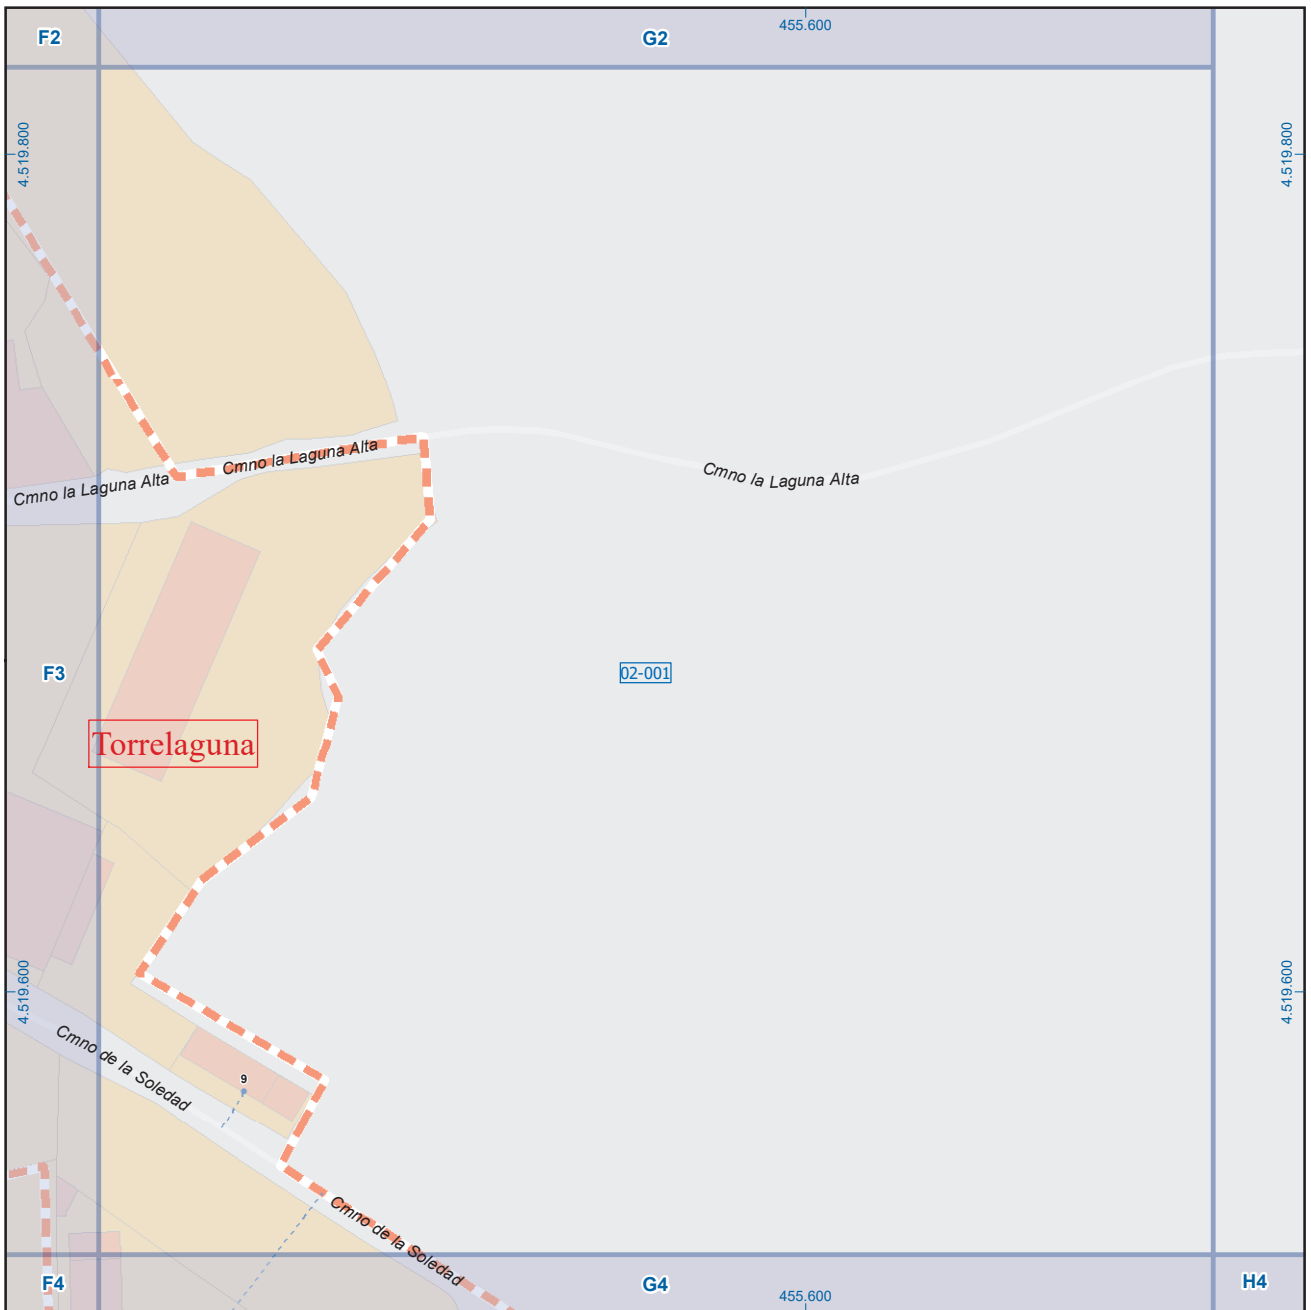 F2
G2
455.600
4.519.800
4.519.800
Cmno la Laguna Alta
Cmno la Laguna Alta
Cmno la Laguna Alta
F3
02-001
Torrelaguna
4.519.600
4.519.600
Cmno de la Soledad
9
Cmno de la Soledad
F4
G4
H4
455.600